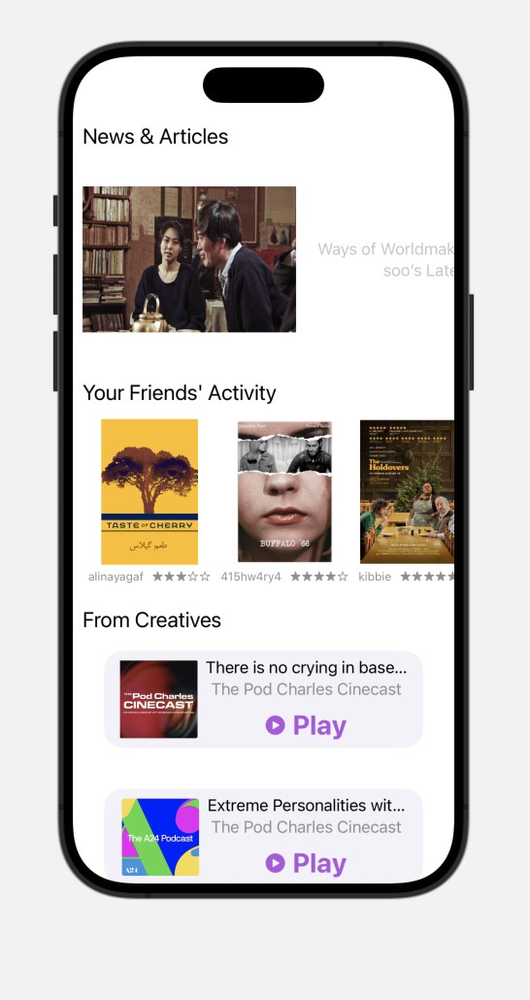 News & Articles
Ways of Worldmak
soo's Late
Your Friends' Activity
TASTE OF CHERRY
طعم گیلاس
BUFFALO '66
The
Holdovers
alinayagaf ★★★☆☆ 415hw4ry4 ★★★★☆ kibbie ★★★★★
From Creatives
There is no crying in base...
The Pod Charles Cinecast
THE Pod Charles
CINECAST
Play
Extreme Personalities wit...
The Pod Charles Cinecast
The A24 Podcast
A24
Play